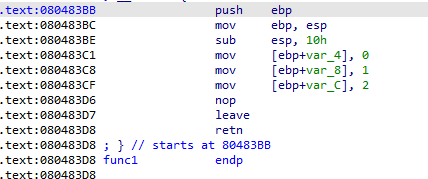 .text:080483BB push ebp
.text:080483BC mov ebp, esp
.text:080483BE sub esp, 10h
.text:080483C1 mov [ebp+var_4], 0
.text:080483C8 mov [ebp+var_8], 1
.text:080483CF mov [ebp+var_C], 2
.text:080483D6 nop
.text:080483D7 leave
.text:080483D8 retn
.text:080483D8 ; } // starts at 80483BB
.text:080483D8 func1 endp
.text:080483D8